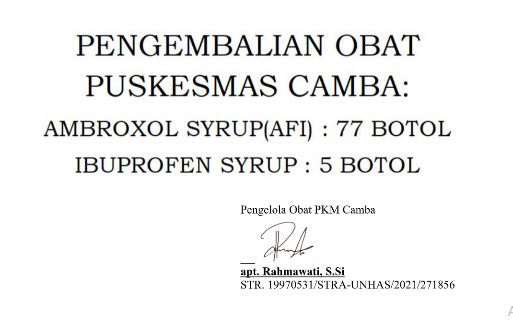 PENGEMBALIAN OBAT
PUSKESMAS CAMBA:
AMBROXOL SYRUP(AFI) : 77 BOTOL
IBUPROFEN SYRUP : 5 BOTOL
Pengelola Obat PKM Camba
apt. Rahmawati, S.Si
STR. 19970531/STRA-UNHAS/2021/271856